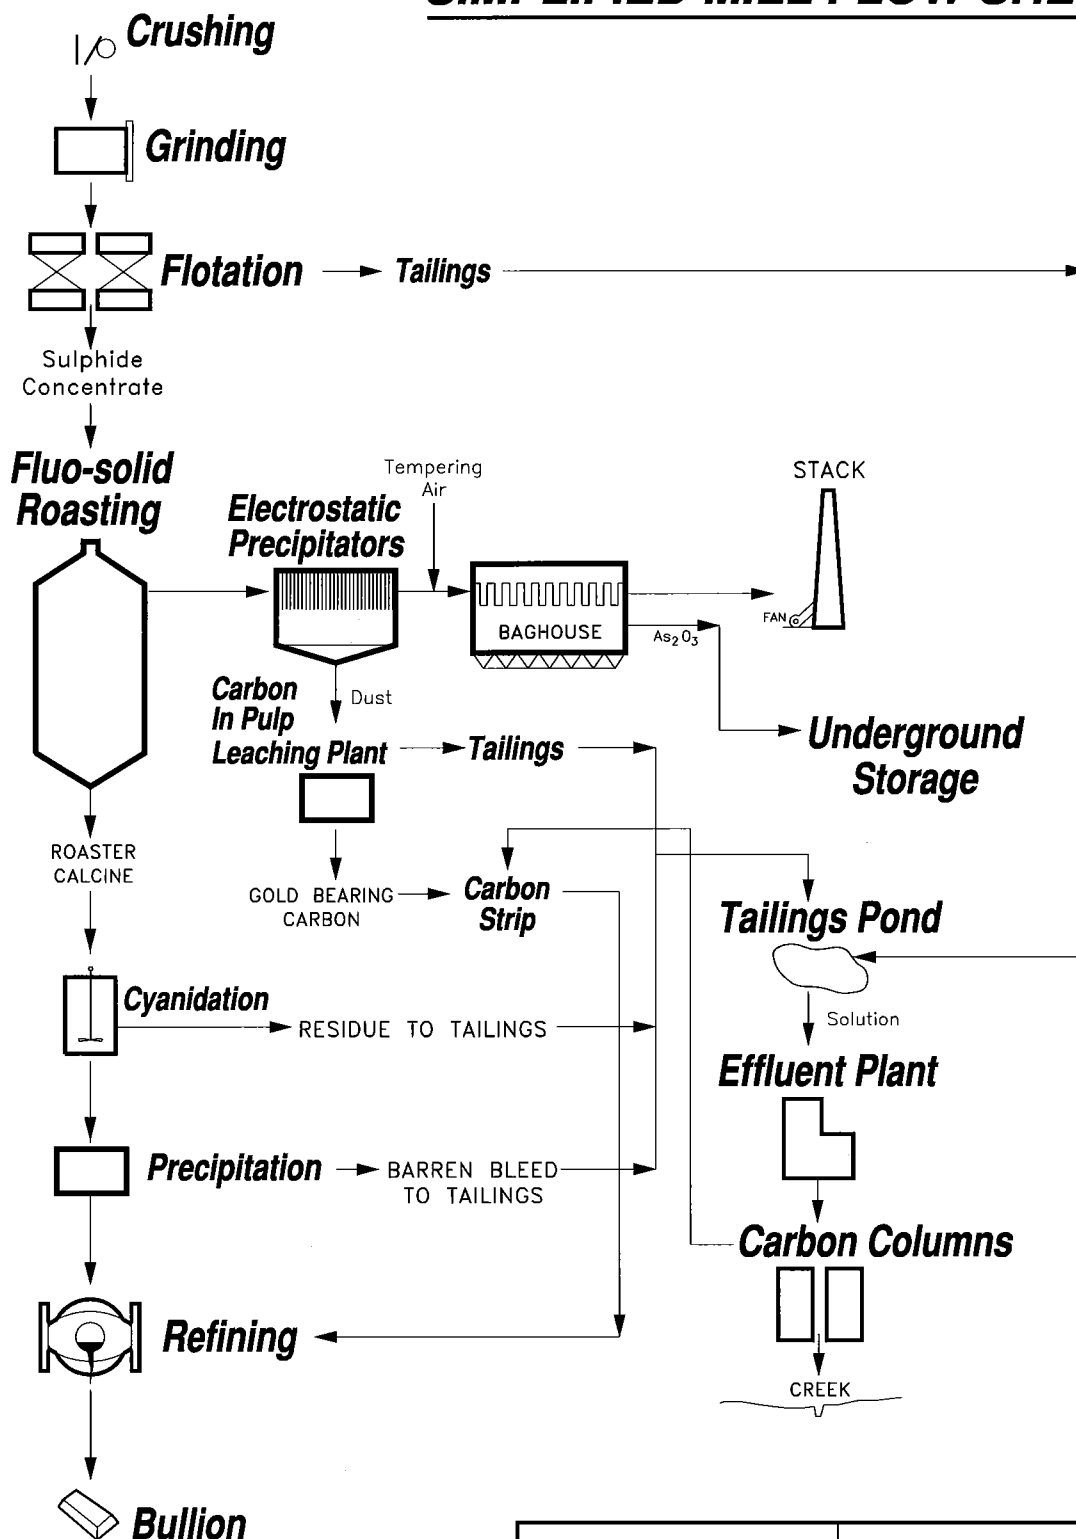 Crushing
Grinding
Flotation
Tailings
Sulphide
Concentrate
Fluo-solid
Roasting
Electrostatic
Precipitators
Tempering
Air
STACK
FAN
BAGHOUSE
As2O3
Dust
Carbon
In Pulp
Leaching Plant
Tailings
Underground
Storage
ROASTER
CALCINE
GOLD BEARING
CARBON
Carbon
Strip
Tailings Pond
Cyanidation
RESIDUE TO TAILINGS
Solution
Effluent Plant
Precipitation
BARREN BLEED
TO TAILINGS
Carbon Columns
Refining
CREEK
Bullion